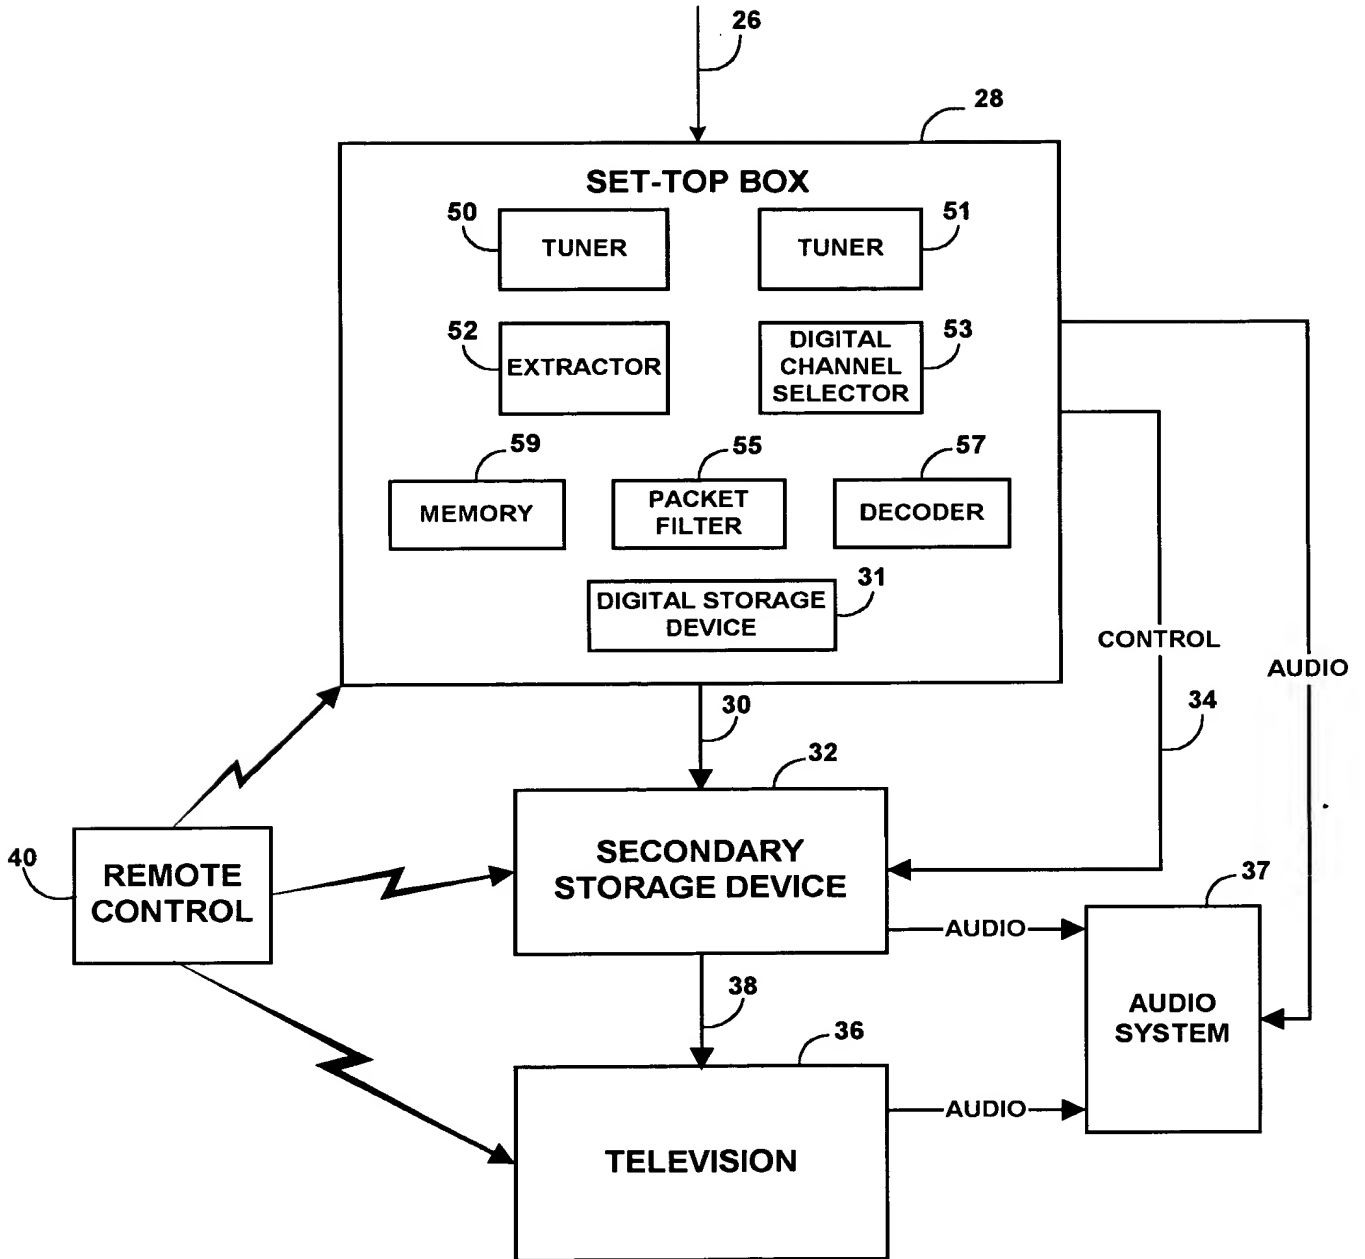 26
28
SET-TOP BOX
50
TUNER
51
TUNER
52
EXTRACTOR
53
DIGITAL
CHANNEL
SELECTOR
59
MEMORY
55
PACKET
FILTER
57
DECODER
31
DIGITAL STORAGE
DEVICE
CONTROL
AUDIO
30
34
32
SECONDARY
STORAGE DEVICE
40
REMOTE
CONTROL
37
AUDIO
AUDIO
SYSTEM
38
36
AUDIO
TELEVISION